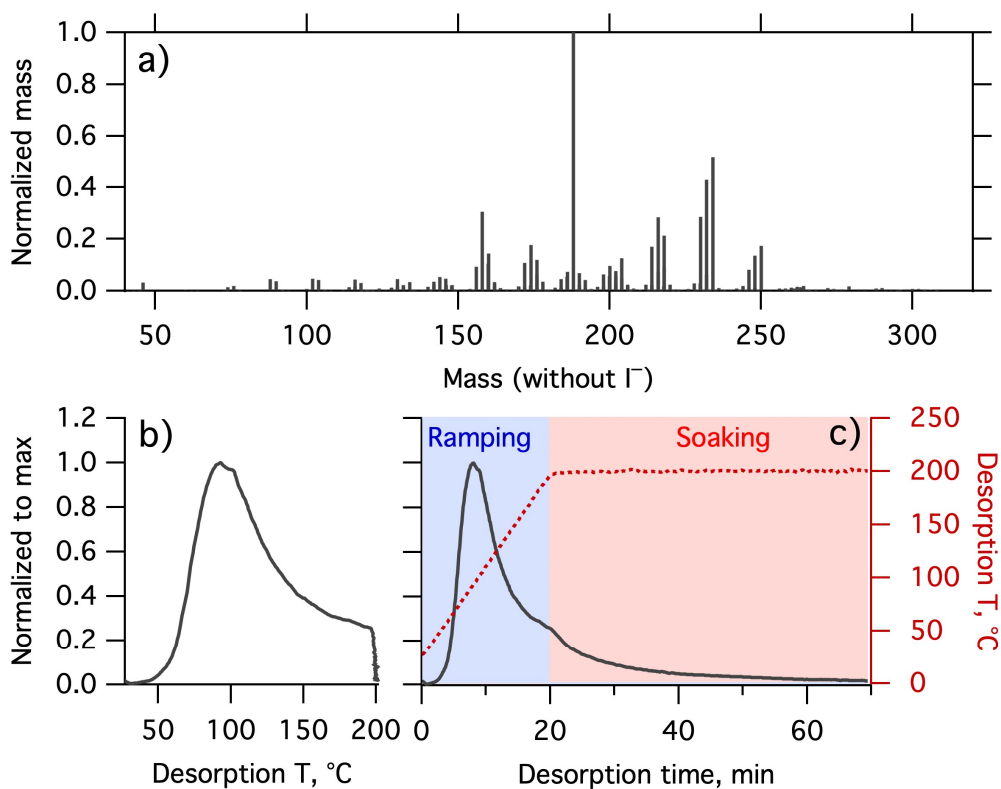 a)
Normalized mass
1.0
0.8
0.6
0.4
0.2
0.0
50 100 150 200 250 300
Mass (without I⁻)
b)
Normalized to max
1.2
1.0
0.8
0.6
0.4
0.2
0.0
50 100 150 200
Desorption T, °C
Ramping Soaking c)
250
200
150
100
50
0
Desorption T, °C
0 20 40 60
Desorption time, min